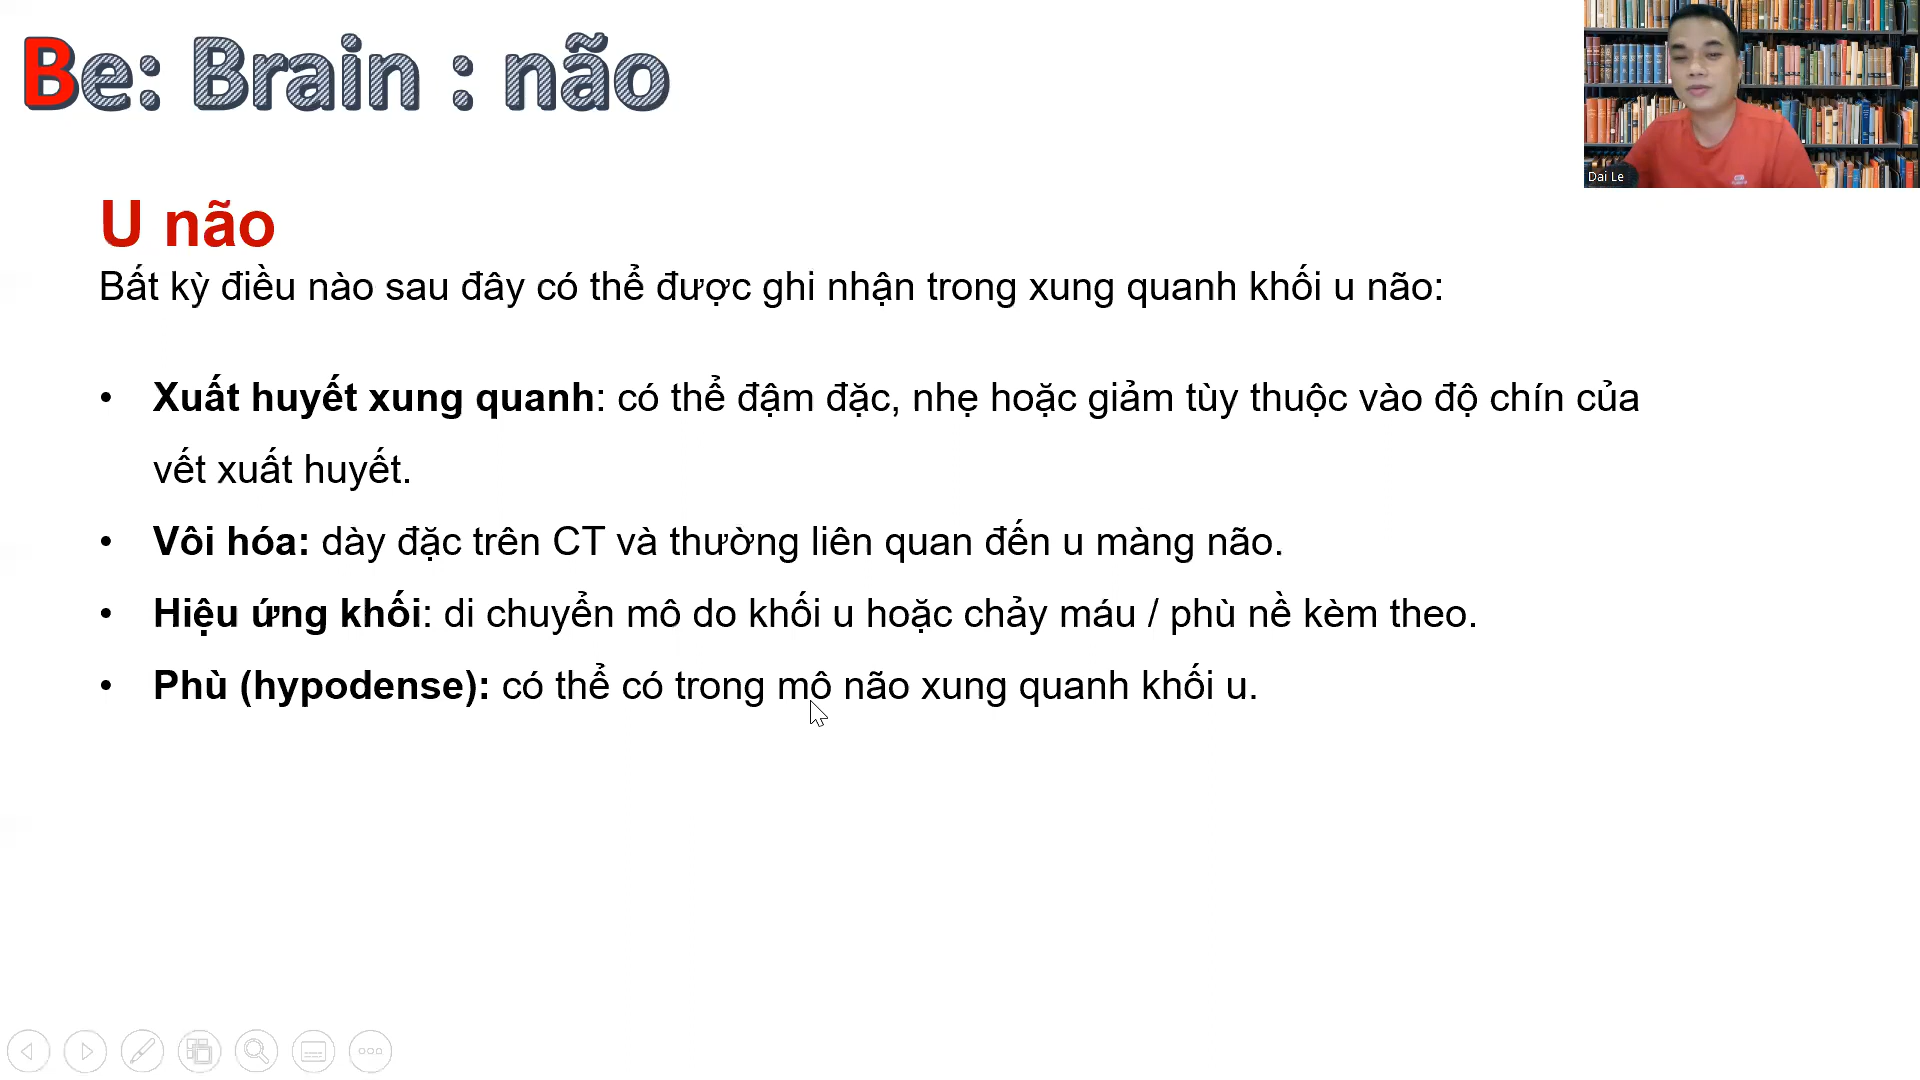 Be: Brain : não
Dai Le
U não
Bất kỳ điều nào sau đây có thể được ghi nhận trong xung quanh khối u não:
• Xuất huyết xung quanh: có thể đậm đặc, nhẹ hoặc giảm tùy thuộc vào độ chín của
vết xuất huyết.
• Vôi hóa: dày đặc trên CT và thường liên quan đến u màng não.
• Hiệu ứng khối: di chuyển mô do khối u hoặc chảy máu / phù nề kèm theo.
• Phù (hypodense): có thể có trong mô não xung quanh khối u.